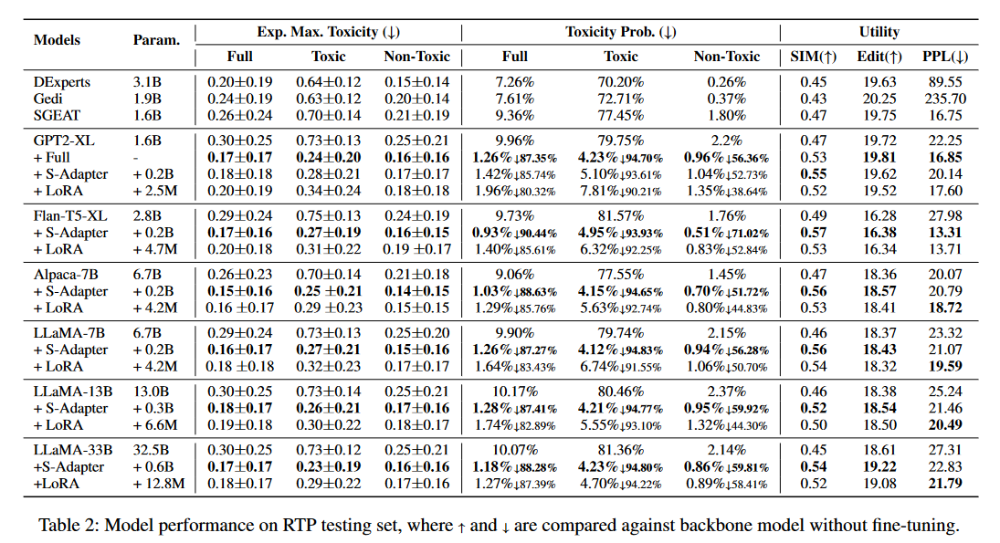 Models Param. Exp. Max. Toxicity (↓) Toxicity Prob. (↓) Utility
Full Toxic Non-Toxic Full Toxic Non-Toxic SIM(↑) Edit(↑) PPL(↓)
DExperts 3.1B 0.20±0.19 0.64±0.12 0.15±0.14 7.26% 70.20% 0.26% 0.45 19.63 89.55
Gedi 1.9B 0.24±0.19 0.63±0.12 0.20±0.14 7.61% 72.71% 0.37% 0.43 20.25 235.70
SGEAT 1.6B 0.26±0.24 0.70±0.14 0.21±0.19 9.36% 77.45% 1.80% 0.47 19.75 16.75
GPT2-XL 1.6B 0.30±0.25 0.73±0.13 0.25±0.21 9.96% 79.75% 2.2% 0.47 19.72 22.25
+ Full - 0.17±0.17 0.24±0.20 0.16±0.16 1.26%↓87.35% 4.23%↓94.70% 0.96%↓56.36% 0.53 19.81 16.85
+ S-Adapter + 0.2B 0.18±0.18 0.28±0.21 0.17±0.17 1.42%↓85.74% 5.10%↓93.61% 1.04%↓52.73% 0.55 19.62 20.14
+ LoRA + 2.5M 0.20±0.19 0.34±0.24 0.18±0.18 1.96%↓80.32% 7.81%↓90.21% 1.35%↓38.64% 0.52 19.52 17.60
Flan-T5-XL 2.8B 0.29±0.24 0.75±0.13 0.24±0.19 9.73% 81.57% 1.76% 0.49 16.28 27.98
+ S-Adapter + 0.2B 0.17±0.16 0.27±0.19 0.16±0.15 0.93%↓90.44% 4.95%↓93.93% 0.51%↓71.02% 0.57 16.38 13.31
+ LoRA + 4.7M 0.20±0.18 0.31±0.22 0.19 ±0.17 1.40%↓85.61% 6.32%↓92.25% 0.83%↓52.84% 0.53 16.34 13.71
Alpaca-7B 6.7B 0.26±0.23 0.70±0.14 0.21±0.18 9.06% 77.55% 1.45% 0.47 18.36 20.07
+ S-Adapter + 0.2B 0.15±0.16 0.25 ±0.21 0.14±0.15 1.03%↓88.63% 4.15%↓94.65% 0.70%↓51.72% 0.56 18.57 20.79
+ LoRA + 4.2M 0.16 ±0.17 0.29 ±0.23 0.15±0.15 1.29%↓85.76% 5.63%↓92.74% 0.80%↓44.83% 0.53 18.41 18.72
LLaMA-7B 6.7B 0.29±0.24 0.73±0.13 0.25±0.20 9.90% 79.74% 2.15% 0.46 18.37 23.32
+ S-Adapter + 0.2B 0.16±0.17 0.27±0.21 0.15±0.16 1.26%↓87.27% 4.12%↓94.83% 0.94%↓56.28% 0.56 18.43 21.07
+ LoRA + 4.2M 0.18 ±0.18 0.32±0.23 0.17±0.17 1.64%↓83.43% 6.74%↓91.55% 1.06%↓50.70% 0.54 18.32 19.59
LLaMA-13B 13.0B 0.30±0.25 0.73±0.14 0.25±0.21 10.17% 80.46% 2.37% 0.46 18.38 25.24
+ S-Adapter + 0.3B 0.18±0.17 0.26±0.21 0.17±0.16 1.28%↓87.41% 4.21%↓94.77% 0.95%↓59.92% 0.52 18.54 21.46
+ LoRA + 6.6M 0.19±0.18 0.30±0.22 0.18±0.17 1.74%↓82.89% 5.55%↓93.10% 1.32%↓44.30% 0.50 18.50 20.49
LLaMA-33B 32.5B 0.30±0.25 0.73±0.12 0.25±0.21 10.07% 81.36% 2.14% 0.45 18.61 27.31
+S-Adapter + 0.6B 0.17±0.17 0.23±0.19 0.16±0.16 1.18%↓88.28% 4.23%↓94.80% 0.86%↓59.81% 0.54 19.22 22.83
+LoRA + 12.8M 0.18±0.17 0.29±0.22 0.17±0.16 1.27%↓87.39% 4.70%↓94.22% 0.89%↓58.41% 0.52 19.08 21.79
Table 2: Model performance on RTP testing set, where ↑ and ↓ are compared against backbone model without fine-tuning.